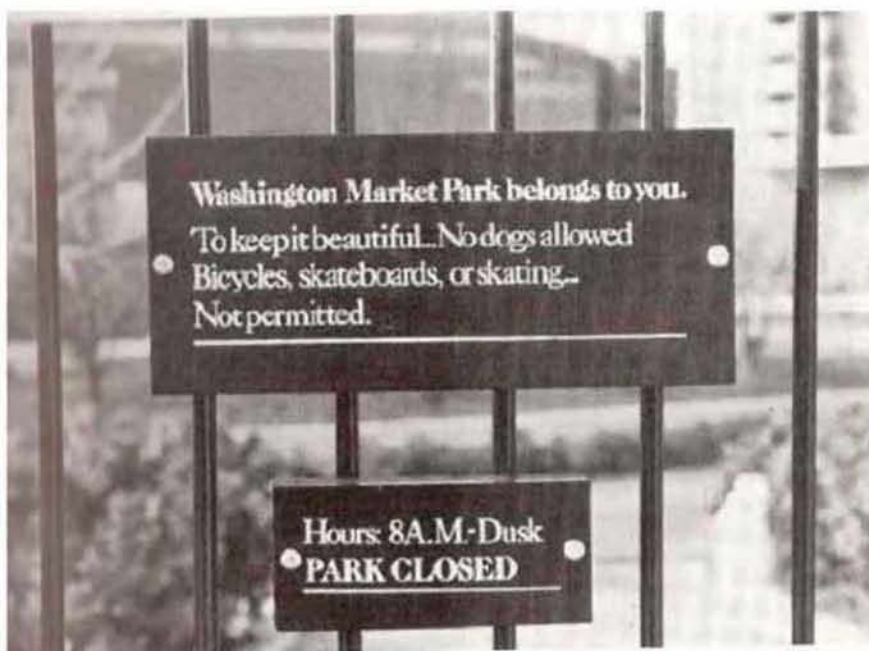 Washington Market Park belongs to you.
To keep it beautiful...No dogs allowed
Bicycles, skateboards, or skating...
Not permitted.
Hours: 8A.M.-Dusk
PARK CLOSED